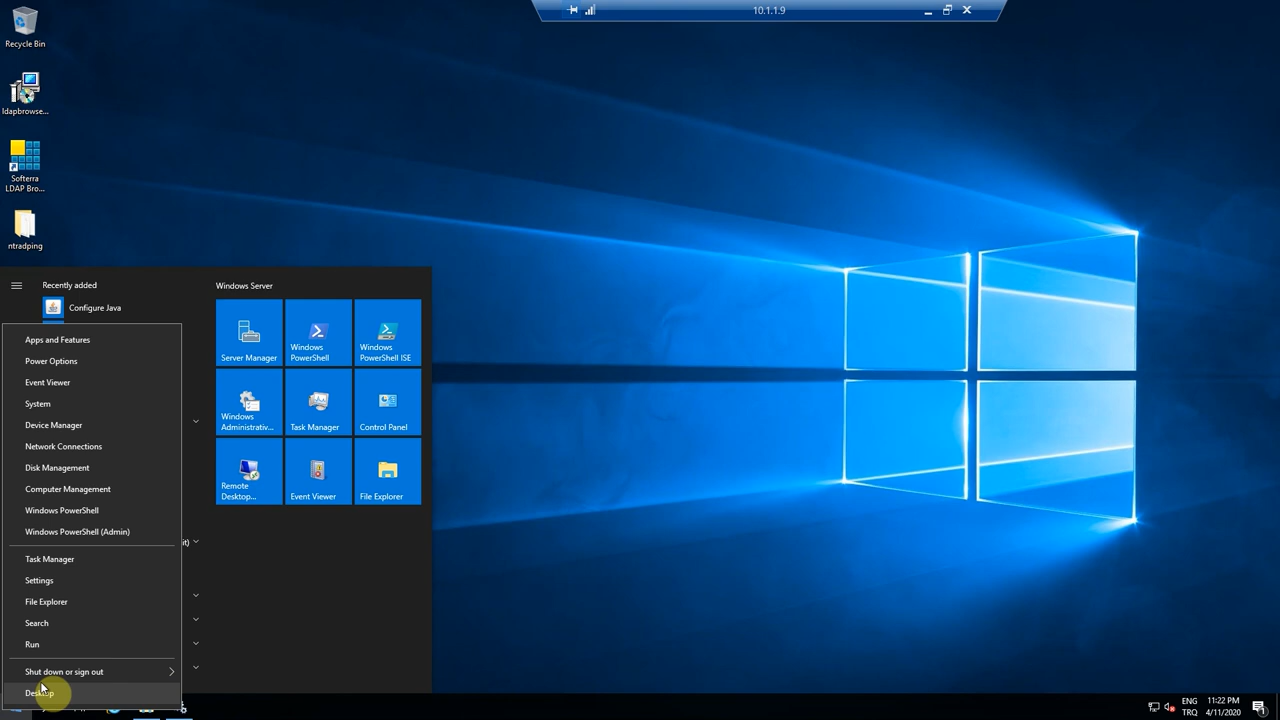 10.1.1.9
Recycle Bin
ldapbrowse...
Softerra
LDAP Bro...
ntradping
Recently added
Configure Java
Windows Server
Server Manager
Windows
PowerShell
Windows
PowerShell ISE
Windows
Administrativ...
Task Manager
Control Panel
Remote
Desktop...
Event Viewer
File Explorer
it)
Apps and Features
Power Options
Event Viewer
System
Device Manager
Network Connections
Disk Management
Computer Management
Windows PowerShell
Windows PowerShell (Admin)
Task Manager
Settings
File Explorer
Search
Run
Shut down or sign out
Desktop
ENG
TRQ
11:22 PM
4/11/2020
1